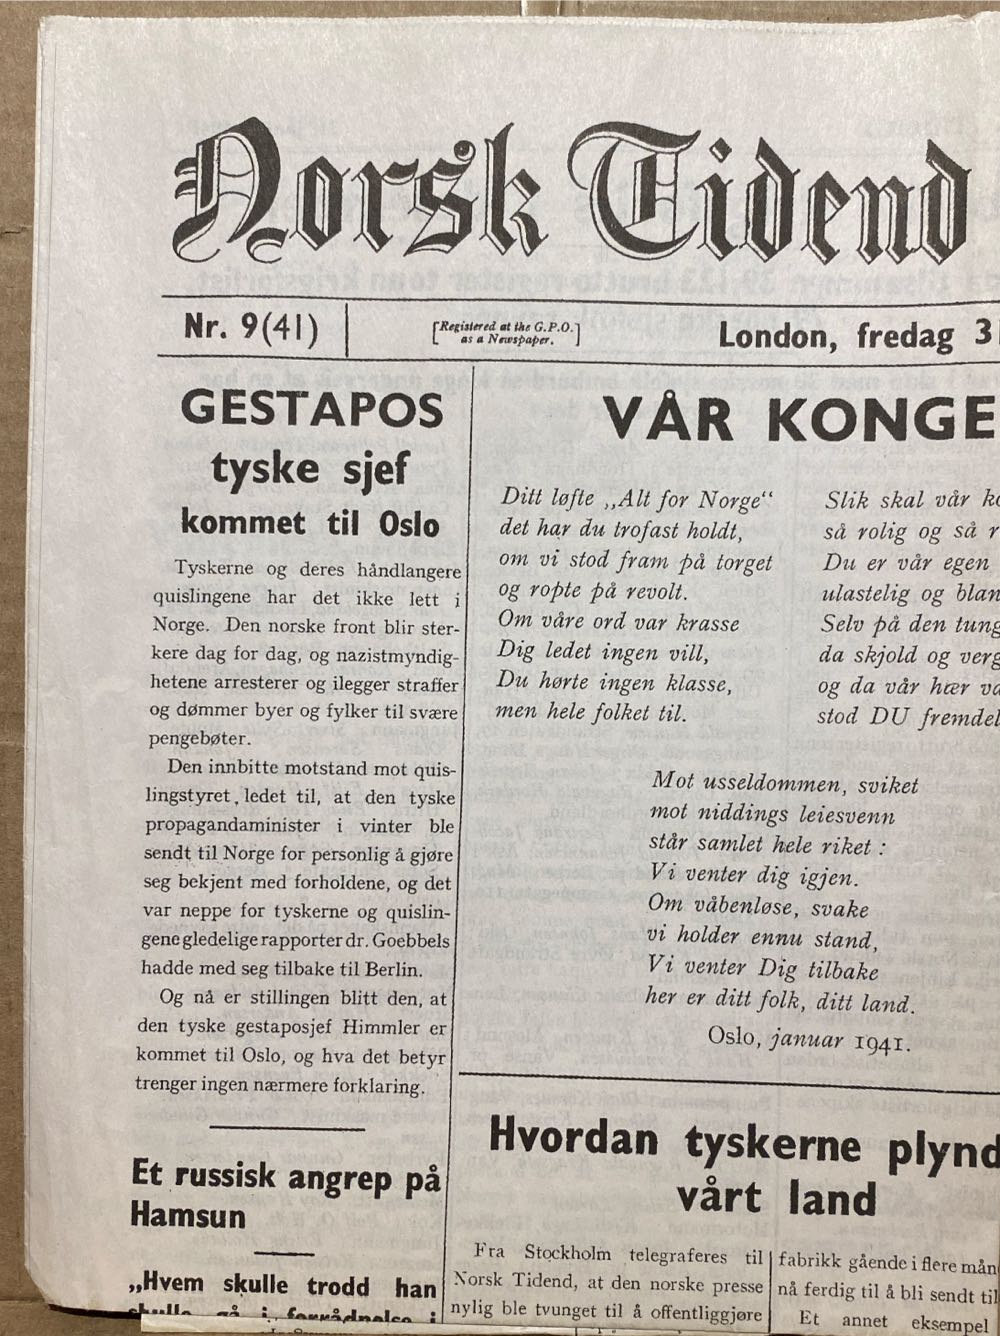 Norsk Tidend
Nr. 9(41)
[Registered at the G.P.O.
as a Newspaper.]
London, fredag 3
GESTAPOS
tyske sjef
kommet til Oslo
Tyskerne og deres håndlangere
quislingene har det ikke lett i
Norge. Den norske front blir ster-
kere dag for dag, og nazistmyndig-
hetene arresterer og ilegger straffer
og dømmer byer og fylker til svære
pengebøter.
Den innbitte motstand mot quis-
lingstyret, ledet til, at den tyske
propagandaminister i vinter ble
sendt til Norge for personlig å gjøre
seg bekjent med forholdene, og det
var neppe for tyskerne og quislin-
gene gledelige rapporter dr. Goebbels
hadde med seg tilbake til Berlin.
Og nå er stillingen blitt den, at
den tyske gestaposjef Himmler er
kommet til Oslo, og hva det betyr
trenger ingen nærmere forklaring.
Et russisk angrep på
Hamsun
„Hvem skulle trodd han
skulle gå i forrædnelse i
VÅR KONGE
Ditt løfte „Alt for Norge“
det har du trofast holdt,
om vi stod fram på torget
og ropte på revolt.
Om våre ord var krasse
Dig ledet ingen vill,
Du hørte ingen klasse,
men hele folket til.
Slik skal vår
så rolig og så
Du er vår egen
ulastelig og
Selv på den
da skjold og
og da vår hær
stod DU
Mot usseldommen, sviket
mot niddings leiesvenn
står samlet hele riket :
Vi venter dig igjen.
Om våbenløse, svake
vi holder ennu stand,
Vi venter Dig tilbake
her er ditt folk, ditt land.
Oslo, januar 1941.
Hvordan tyskerne plynd
vårt land
Fra Stockholm telegraferes til
Norsk Tidend, at den norske presse
nylig ble tvunget til å offentliggjøre
fabrikk gående i flere mån
nå ferdig til å bli sendt til
Et annet eksempel